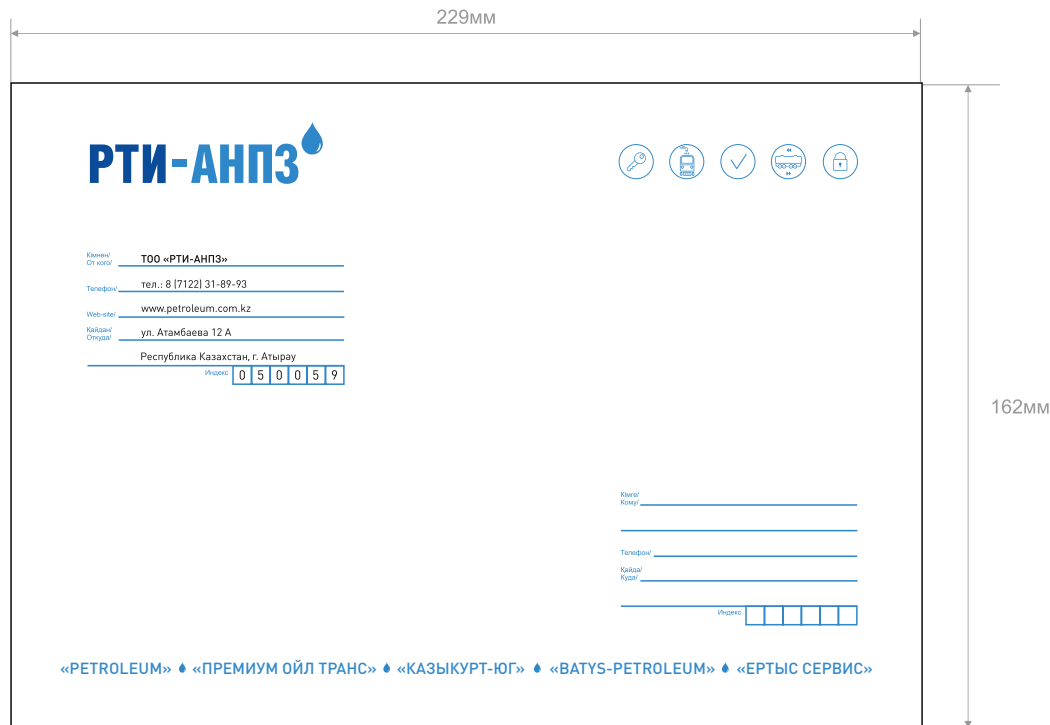 229мм
РТИ-АНПЗ
Кімнен/
От кого/
ТОО «РТИ-АНПЗ»
Телефон/
тел.: 8 (7122) 31-89-93
Web-site/
www.petroleum.com.kz
Қайдан/
Откуда/
ул. Атамбаева 12 А
Республика Казахстан, г. Атырау
Индекс 0 5 0 0 5 9
162мм
Кімге/
Кому/
Телефон/
Қайда/
Куда/
Индекс
«PETROLEUM» «ПРЕМИУМ ОЙЛ ТРАНС» «КАЗЫКУРТ-ЮГ» «BATYS-PETROLEUM» «ЕРТЫС СЕРВИС»